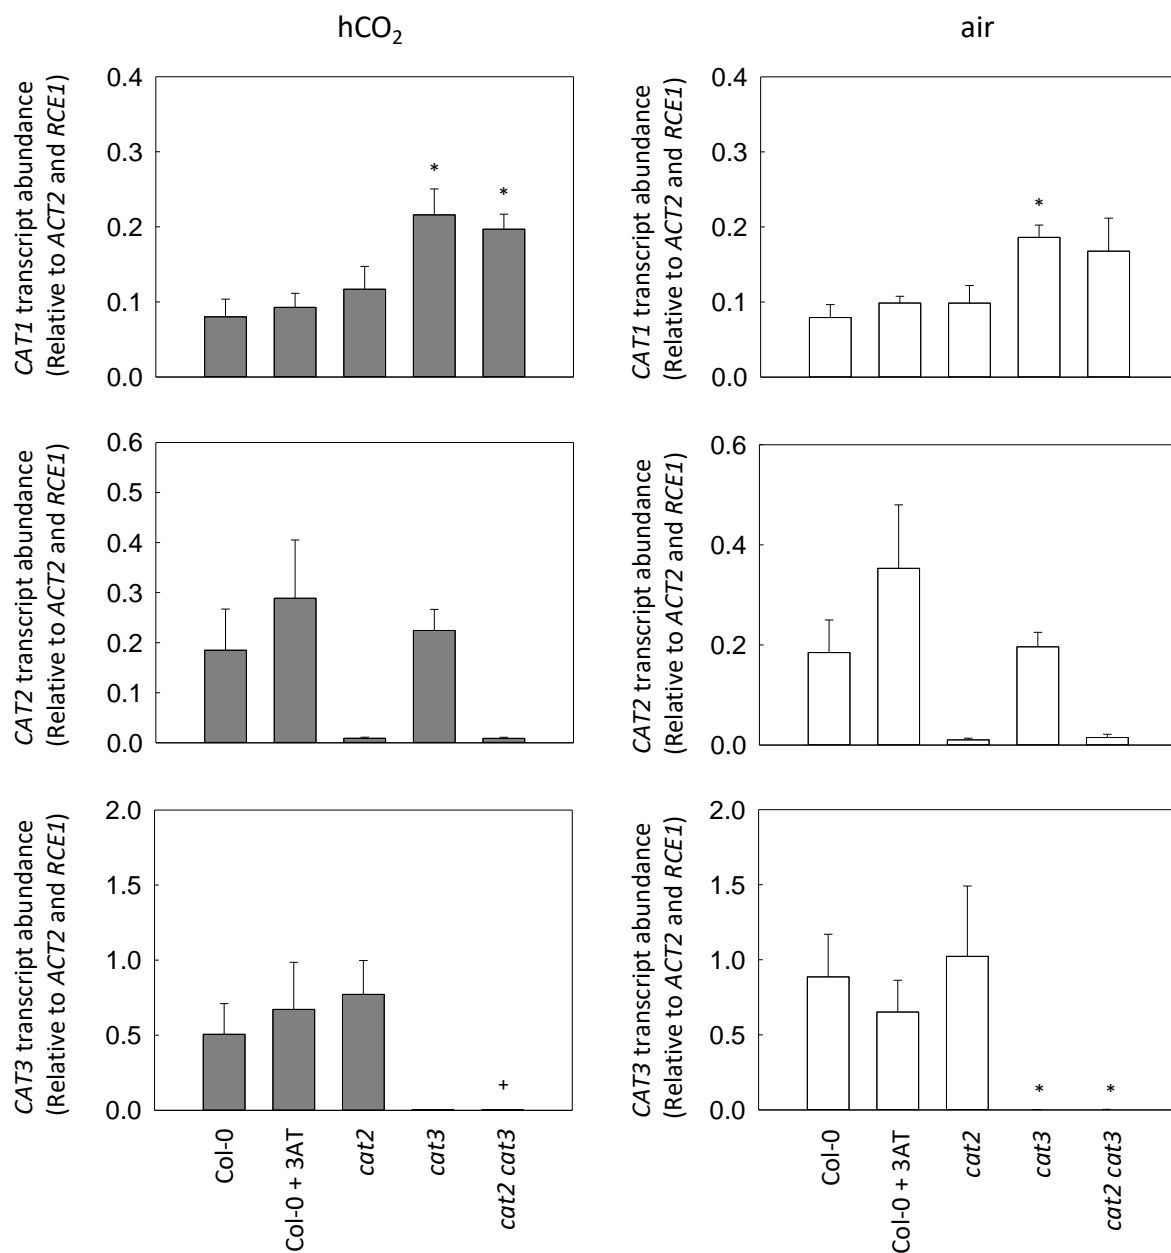 hCO₂
air
CAT1 transcript abundance
(Relative to ACT2 and RCE1)
0.4
0.3
0.2
0.1
0.0
*
*
CAT1 transcript abundance
(Relative to ACT2 and RCE1)
0.4
0.3
0.2
0.1
0.0
*
CAT2 transcript abundance
(Relative to ACT2 and RCE1)
0.6
0.5
0.4
0.3
0.2
0.1
0.0
CAT2 transcript abundance
(Relative to ACT2 and RCE1)
0.6
0.4
0.2
0.0
CAT3 transcript abundance
(Relative to ACT2 and RCE1)
2.0
1.5
1.0
0.5
0.0
+
CAT3 transcript abundance
(Relative to ACT2 and RCE1)
2.0
1.5
1.0
0.5
0.0
*
*
Col-0
Col-0 + 3AT
cat2
cat3
cat2 cat3
Col-0
Col-0 + 3AT
cat2
cat3
cat2 cat3